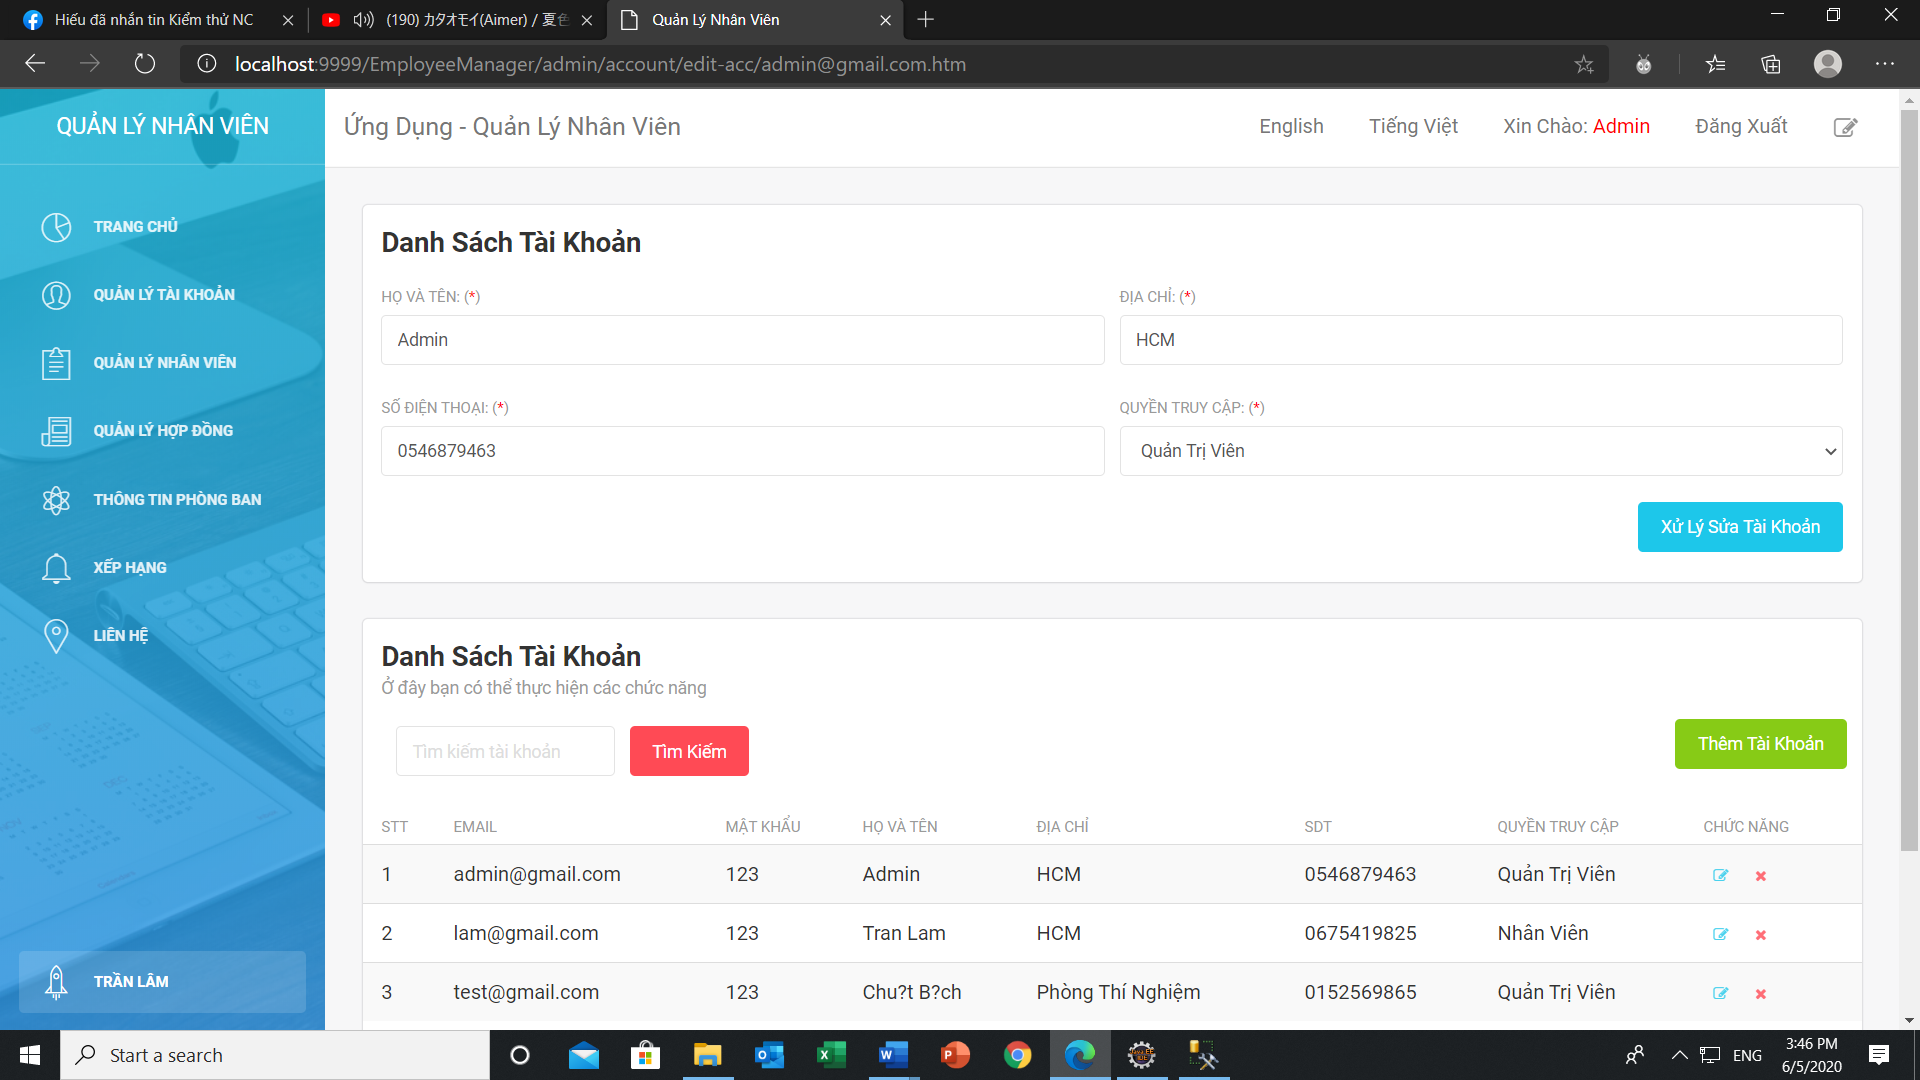 Hiếu đã nhắn tin Kiểm thử NC
(190) カタオモイ(Aimer) / 夏色
Quản Lý Nhân Viên
localhost:9999/EmployeeManager/admin/account/edit-acc/admin@gmail.com.htm
QUẢN LÝ NHÂN VIÊN
Ứng Dụng - Quản Lý Nhân Viên
English
Tiếng Việt
Xin Chào: Admin
Đăng Xuất
TRANG CHỦ
QUẢN LÝ TÀI KHOẢN
QUẢN LÝ NHÂN VIÊN
QUẢN LÝ HỢP ĐỒNG
THÔNG TIN PHÒNG BAN
XẾP HẠNG
LIÊN HỆ
TRẦN LÂM
Danh Sách Tài Khoản
HỌ VÀ TÊN: (*)
ĐỊA CHỈ: (*)
Admin
HCM
SỐ ĐIỆN THOẠI: (*)
QUYỀN TRUY CẬP: (*)
0546879463
Quản Trị Viên
Xử Lý Sửa Tài Khoản
Danh Sách Tài Khoản
Ở đây bạn có thể thực hiện các chức năng
Tìm kiếm tài khoản
Tìm Kiếm
Thêm Tài Khoản
STT EMAIL MẬT KHẨU HỌ VÀ TÊN ĐỊA CHỈ SDT QUYỀN TRUY CẬP CHỨC NĂNG
1 admin@gmail.com 123 Admin HCM 0546879463 Quản Trị Viên
2 lam@gmail.com 123 Tran Lam HCM 0675419825 Nhân Viên
3 test@gmail.com 123 Chu?t B?ch Phòng Thí Nghiệm 0152569865 Quản Trị Viên
Start a search
ENG
3:46 PM
6/5/2020